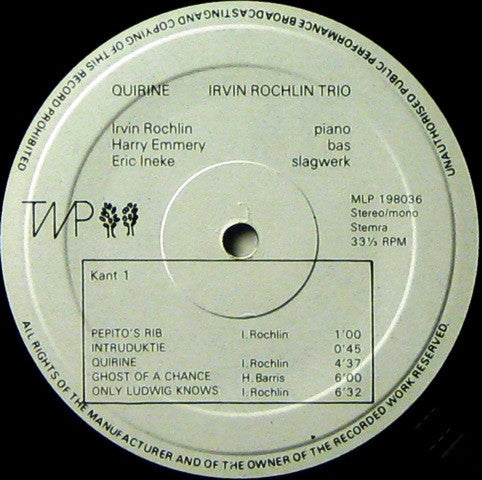 UNAUTHORISED PUBLIC PERFORMANCE BROADCASTING AND COPYING OF THIS RECORD PROHIBITED
QUIRINE IRVIN ROCHLIN TRIO
Irvin Rochlin piano
Harry Emmery bas
Eric Ineke slagwerk
TWP
MLP 198036
Stereo/mono
Stemra
33⅓ RPM
Kant 1
PEPITO'S RIB I. Rochlin 1'00
INTRUDUKTIE 0'45
QUIRINE I. Rochlin 4'37
GHOST OF A CHANCE H. Barris 6'00
ONLY LUDWIG KNOWS I. Rochlin 6'32
ALL RIGHTS OF THE MANUFACTURER AND OF THE OWNER OF THE RECORDED WORK RESERVED.